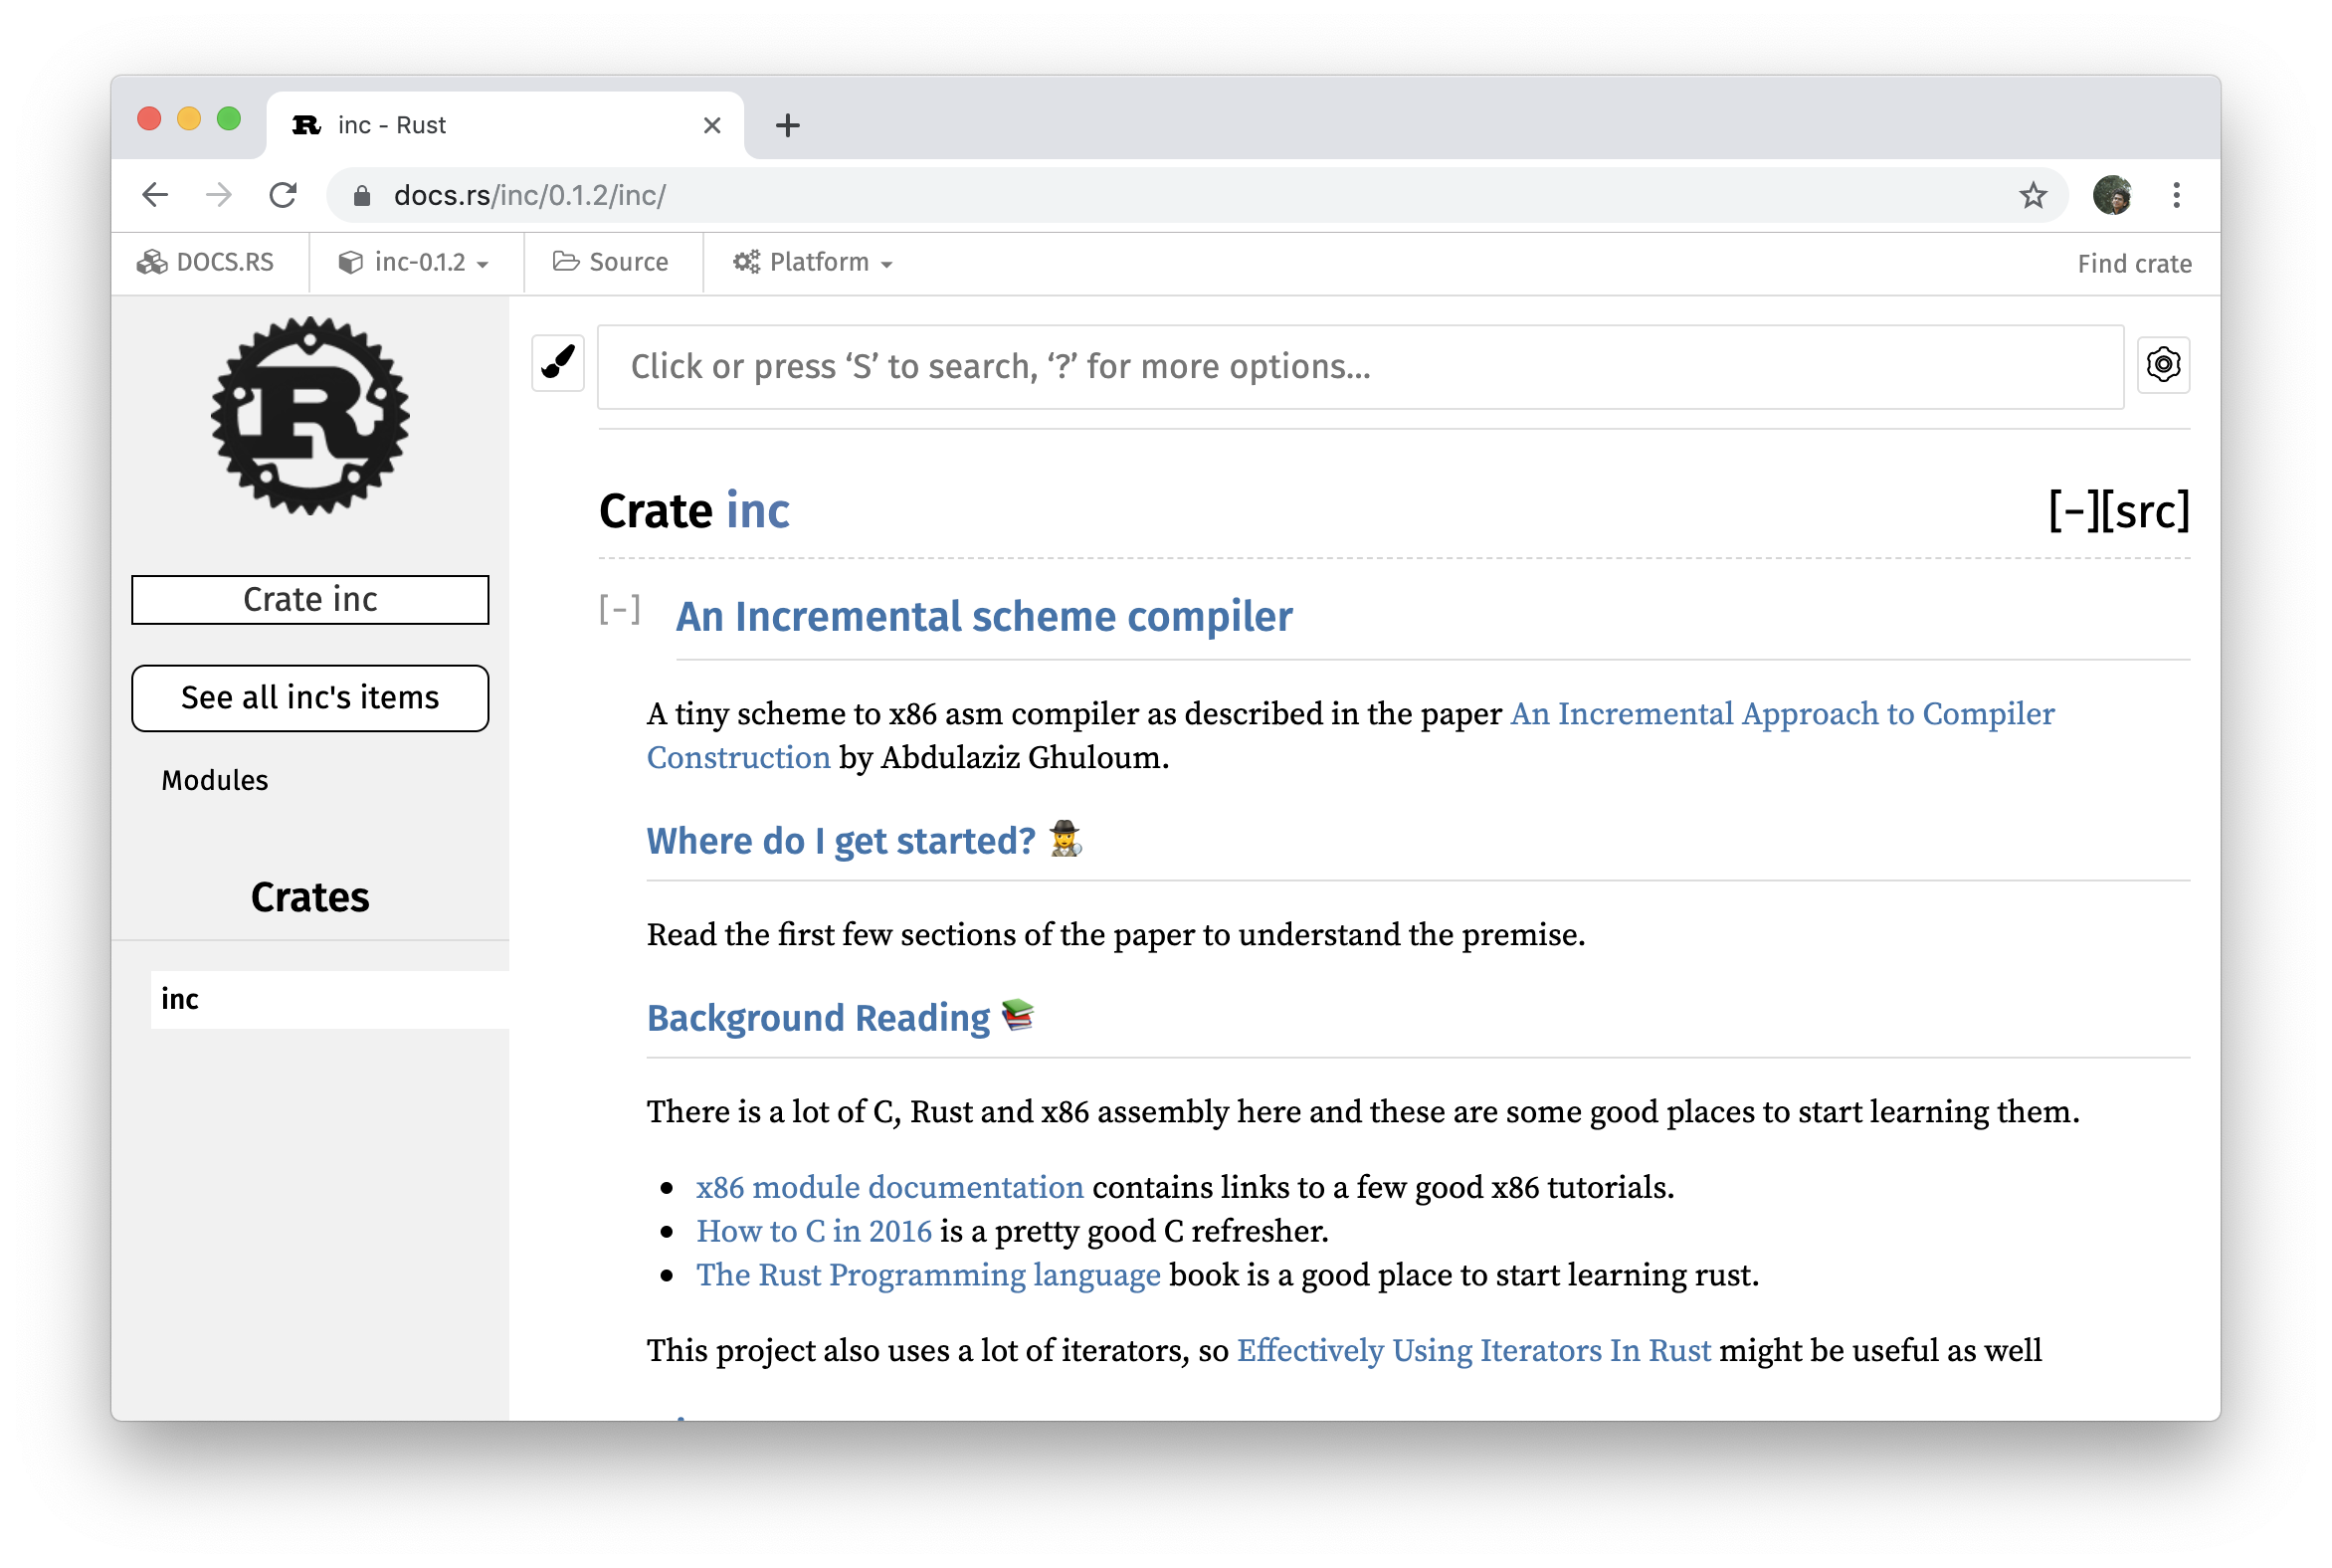 inc - Rust
docs.rs/inc/0.1.2/inc/
DOCS.RS
inc-0.1.2
Source
Platform
Find crate
Click or press ‘S’ to search, ‘?’ for more options...
R
Crate inc
[-][src]
[-]
An Incremental scheme compiler
Crate inc
See all inc's items
A tiny scheme to x86 asm compiler as described in the paper An Incremental Approach to Compiler
Construction by Abdulaziz Ghuloum.
Modules
Where do I get started? 🕵️‍♀️
Crates
Read the first few sections of the paper to understand the premise.
inc
Background Reading 📚
There is a lot of C, Rust and x86 assembly here and these are some good places to start learning them.
• x86 module documentation contains links to a few good x86 tutorials.
• How to C in 2016 is a pretty good C refresher.
• The Rust Programming language book is a good place to start learning rust.
This project also uses a lot of iterators, so Effectively Using Iterators In Rust might be useful as well